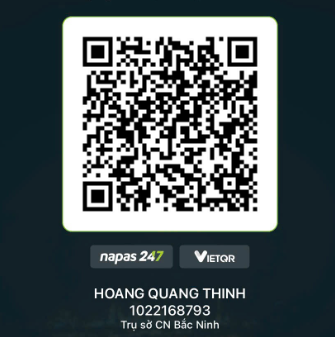 napas 247 VIETQR
HOANG QUANG THINH
1022168793
Trụ sở CN Bắc Ninh